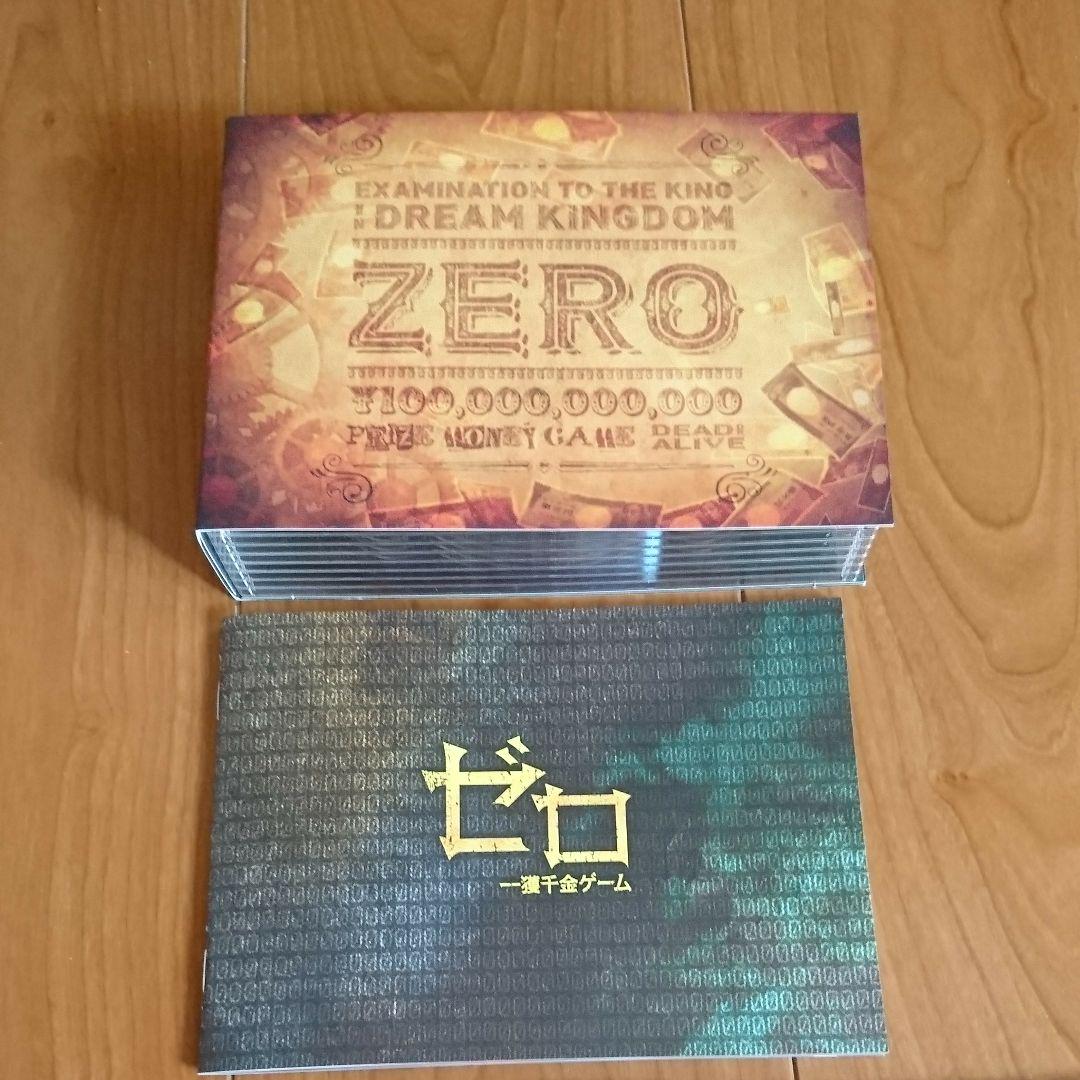 EXAMINATION TO THE KING
IN DREAM KINGDOM
ZERO
¥100,000,000,000
PRIZE MONEY GAME DEAD! ALIVE
ゼロ
一獲千金ゲーム